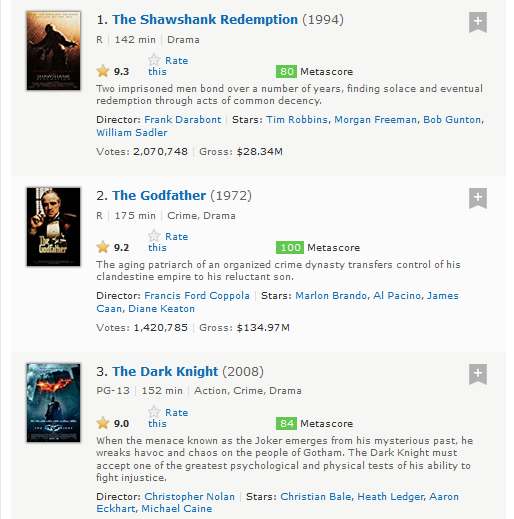 1. The Shawshank Redemption (1994)
R | 142 min | Drama
9.3 Rate this 80 Metascore
Two imprisoned men bond over a number of years, finding solace and eventual
redemption through acts of common decency.
Director: Frank Darabont | Stars: Tim Robbins, Morgan Freeman, Bob Gunton,
William Sadler
Votes: 2,070,748 | Gross: $28.34M
2. The Godfather (1972)
R | 175 min | Crime, Drama
9.2 Rate this 100 Metascore
The aging patriarch of an organized crime dynasty transfers control of his
clandestine empire to his reluctant son.
Director: Francis Ford Coppola | Stars: Marlon Brando, Al Pacino, James
Caan, Diane Keaton
Votes: 1,420,785 | Gross: $134.97M
3. The Dark Knight (2008)
PG-13 | 152 min | Action, Crime, Drama
9.0 Rate this 84 Metascore
When the menace known as the Joker emerges from his mysterious past, he
wreaks havoc and chaos on the people of Gotham. The Dark Knight must
accept one of the greatest psychological and physical tests of his ability to
fight injustice.
Director: Christopher Nolan | Stars: Christian Bale, Heath Ledger, Aaron
Eckhart, Michael Caine